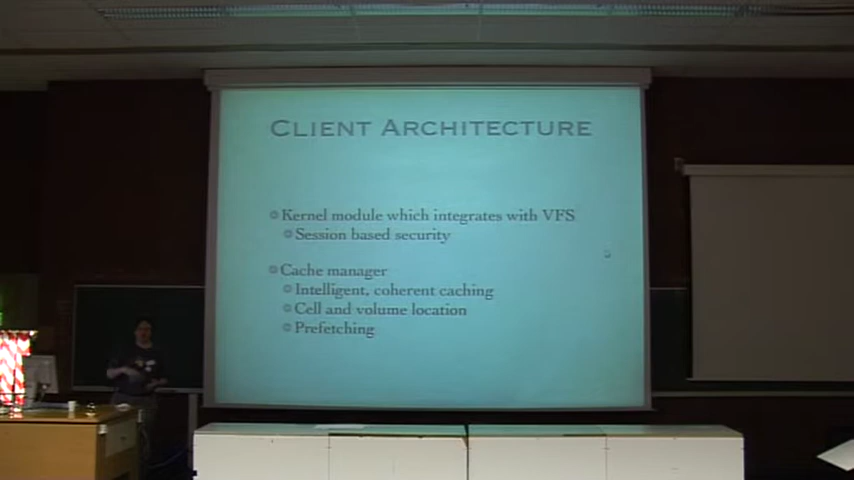 Client Architecture
Kernel module which integrates with VFS
Session based security
Cache manager
Intelligent, coherent caching
Cell and volume location
Prefetching